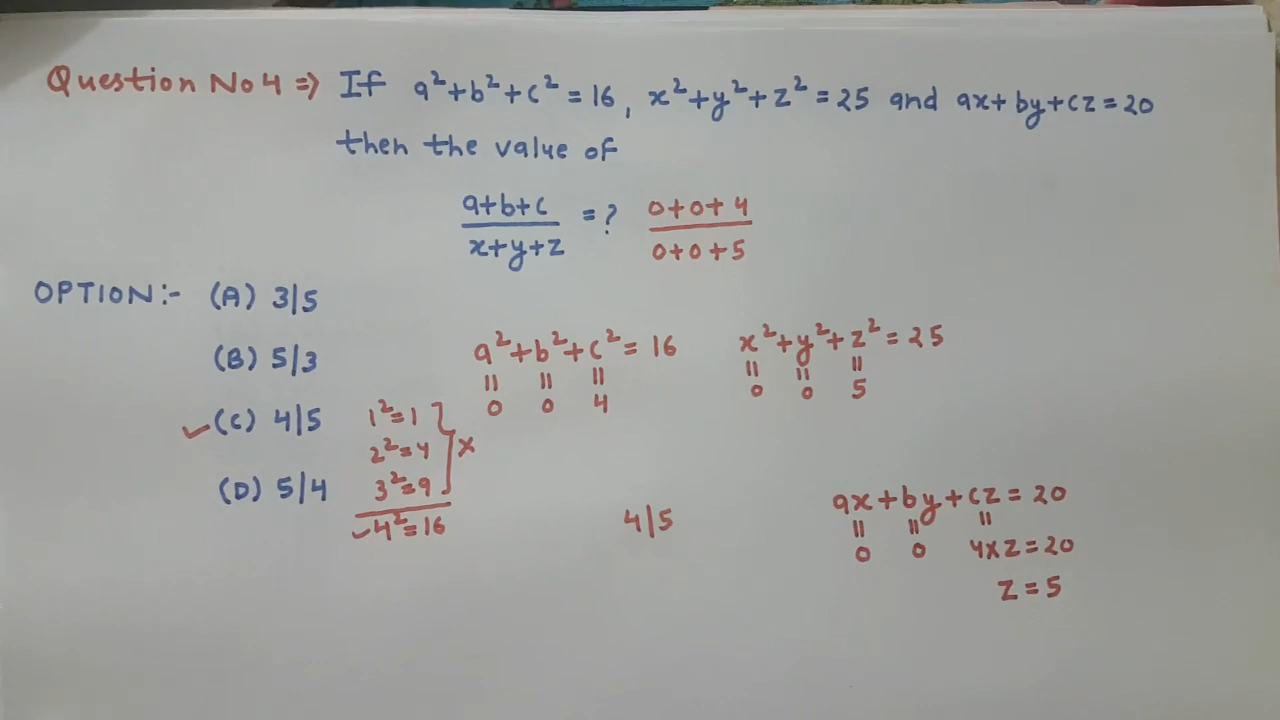 Question No 4 ⇒ If a²+b²+c² = 16, x²+y²+z² = 25 and ax+by+cz = 20
then the value of
a+b+c / x+y+z = ? 0+0+4 / 0+0+5
OPTION:- (A) 3/5
(B) 5/3
✓(C) 4/5
(D) 5/4
1² = 1
2² = 4
3² = 9
×
✓4² = 16
a²+b²+c² = 16
॥ ॥ ॥
0 0 4
x²+y²+z² = 25
॥ ॥ ॥
0 0 5
4/5
ax+by+cz = 20
॥ ॥ ॥
0 0 4×z = 20
z = 5